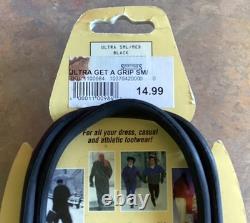 ULTRA SML/MED
BLACK
ULTRA GET A GRIP SM/
14.99
For all your dress, casual
and athletic footwear!